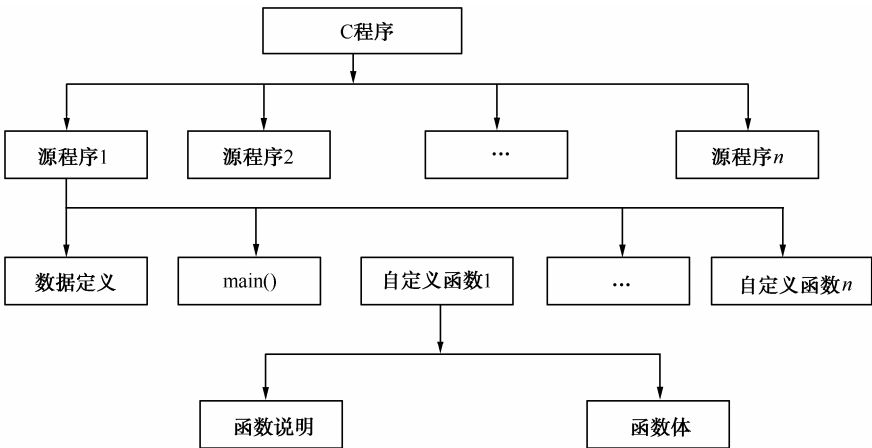 C程序
源程序1
源程序2
…
源程序n
数据定义
main()
自定义函数1
…
自定义函数n
函数说明
函数体